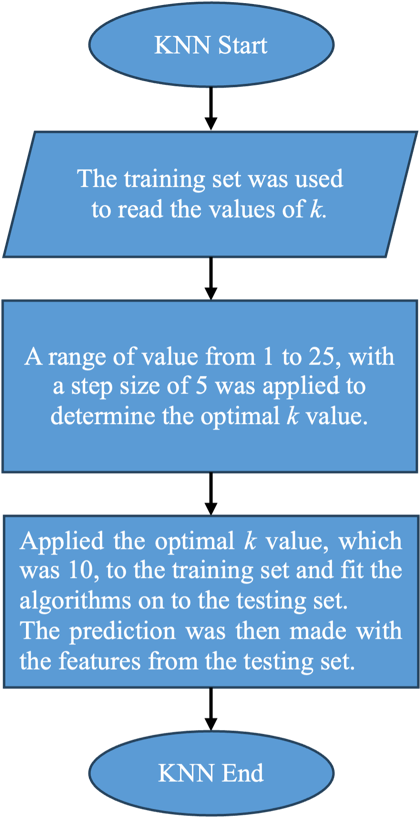 KNN Start
The training set was used
to read the values of k.
A range of value from 1 to 25, with
a step size of 5 was applied to
determine the optimal k value.
Applied the optimal k value, which
was 10, to the training set and fit the
algorithms on to the testing set.
The prediction was then made with
the features from the testing set.
KNN End